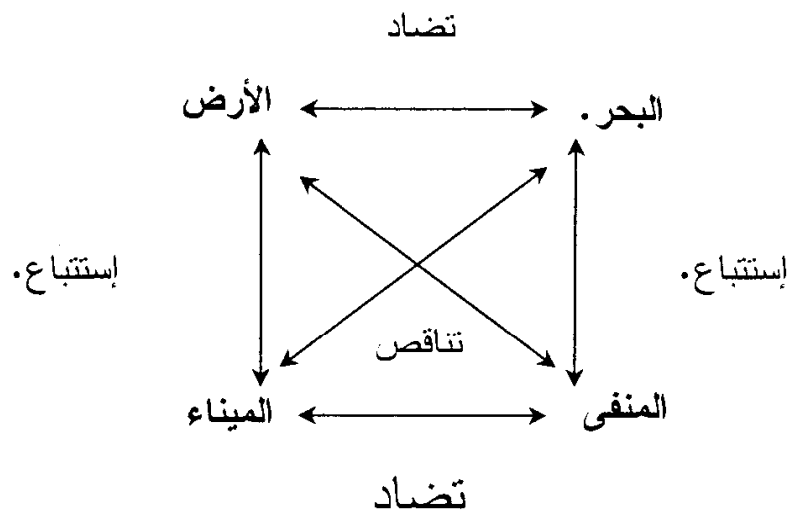 تضاد
البحر . الأرض
إستتباع. إستتباع.
تناقص
المنفى الميناء
تضاد